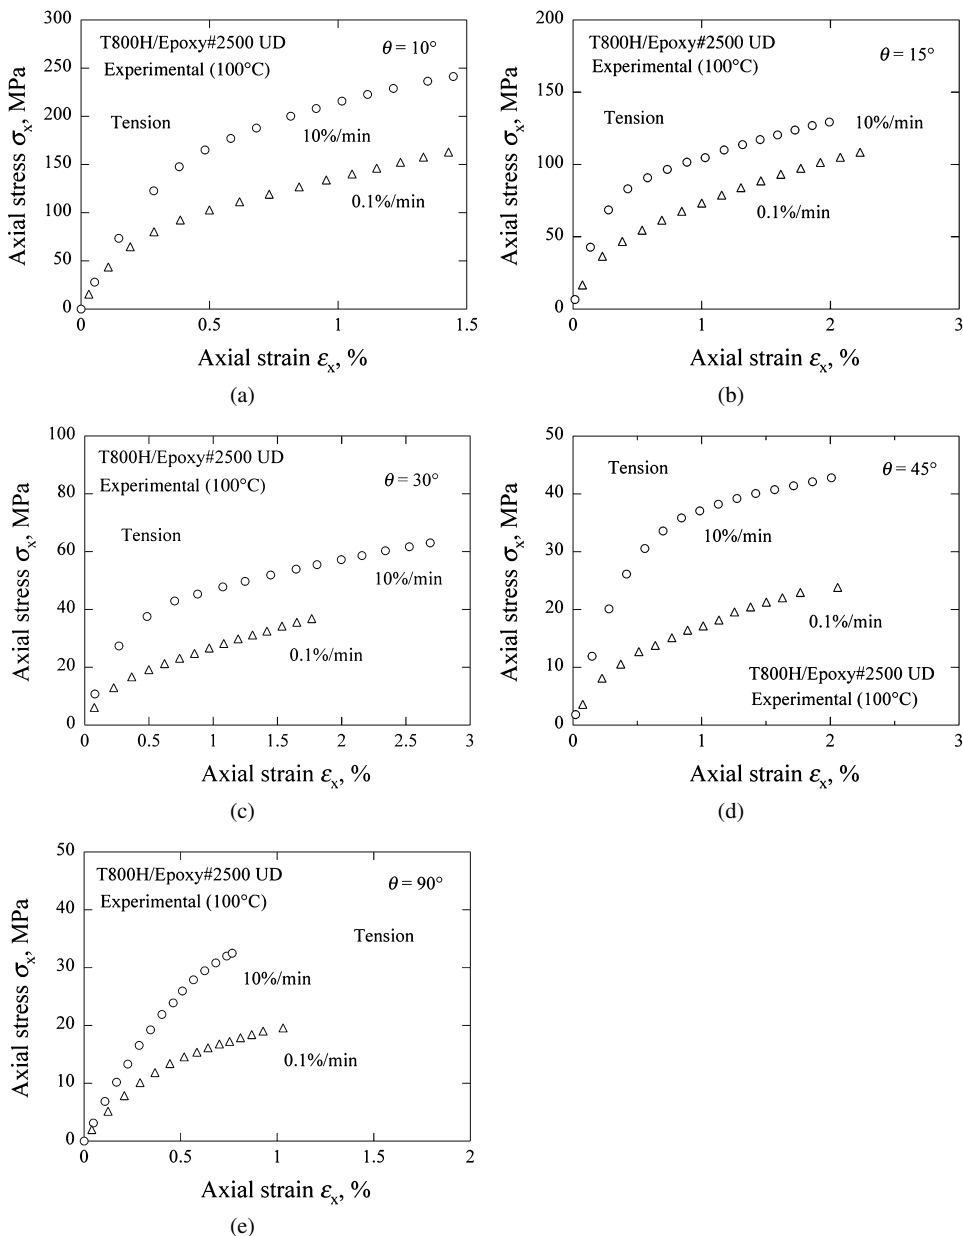 300
250
200
150
100
50
0
T800H/Epoxy#2500 UD
Experimental (100°C)
θ = 10°
Tension
10%/min
0.1%/min
0 0.5 1 1.5
Axial stress σx, MPa
Axial strain εx, %
(a)
200
150
100
50
0
T800H/Epoxy#2500 UD
Experimental (100°C)
θ = 15°
Tension
10%/min
0.1%/min
0 1 2 3
Axial stress σx, MPa
Axial strain εx, %
(b)
100
80
60
40
20
0
T800H/Epoxy#2500 UD
Experimental (100°C)
θ = 30°
Tension
10%/min
0.1%/min
0 0.5 1 1.5 2 2.5 3
Axial stress σx, MPa
Axial strain εx, %
(c)
50
40
30
20
10
0
Tension
θ = 45°
10%/min
0.1%/min
T800H/Epoxy#2500 UD
Experimental (100°C)
0 1 2 3
Axial stress σx, MPa
Axial strain εx, %
(d)
50
40
30
20
10
0
T800H/Epoxy#2500 UD
Experimental (100°C)
θ = 90°
Tension
10%/min
0.1%/min
0 0.5 1 1.5 2
Axial stress σx, MPa
Axial strain εx, %
(e)